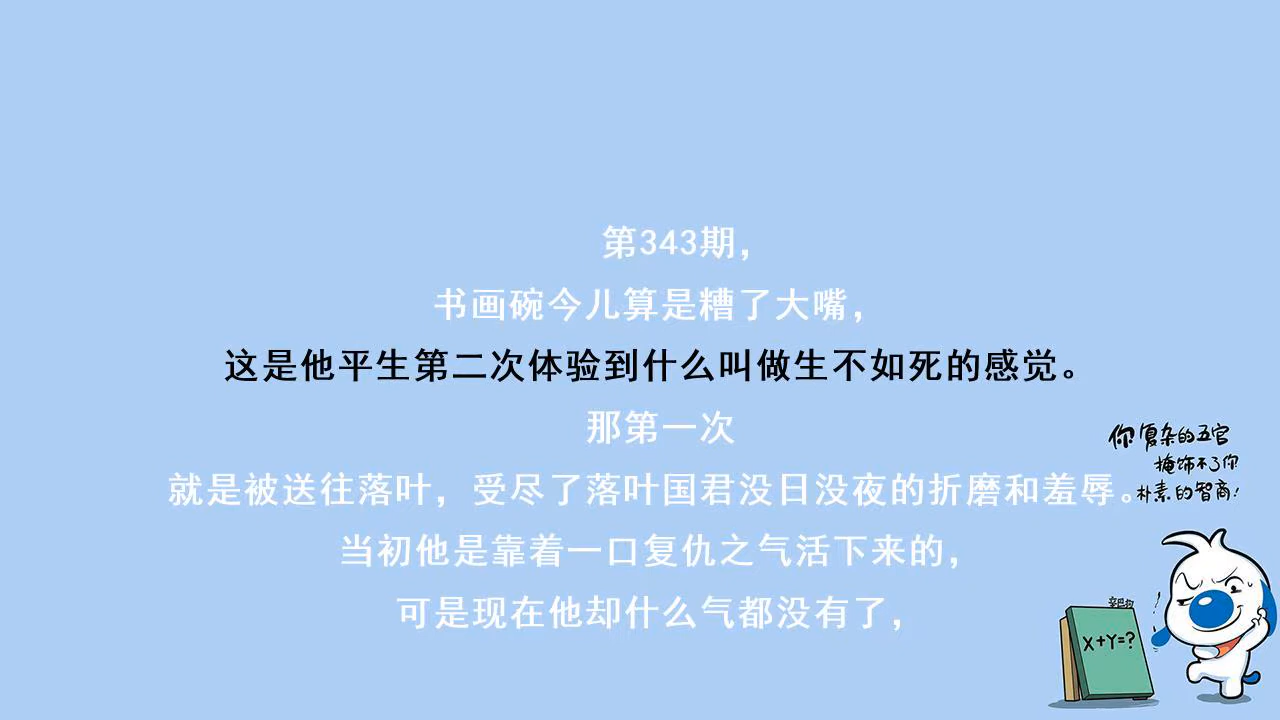 第343期，
书画碗今儿算是糟了大嘴，
这是他平生第二次体验到什么叫做生不如死的感觉。
那第一次
就是被送往落叶，受尽了落叶国君没日没夜的折磨和羞辱。
当初他是靠着一口复仇之气活下来的，
可是现在他却什么气都没有了，
你复杂的五官
掩饰不了你
朴素的智商！
X+Y=?